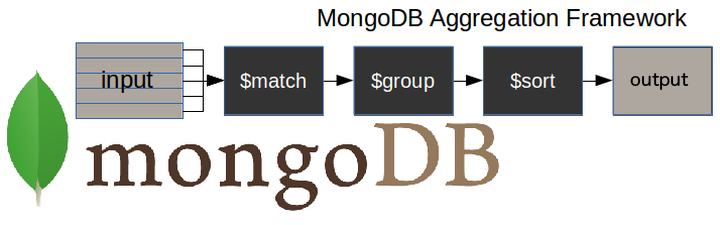 MongoDB Aggregation Framework
input $match $group $sort output
mongoDB